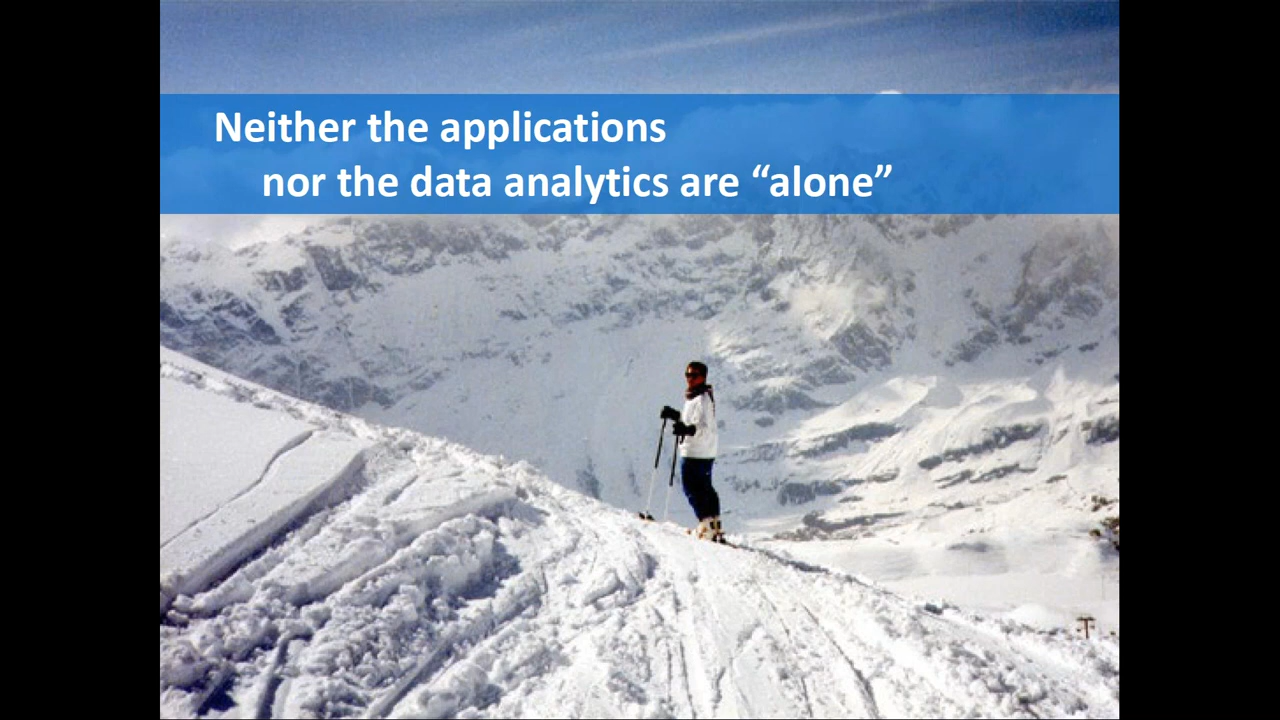 Neither the applications
nor the data analytics are “alone”